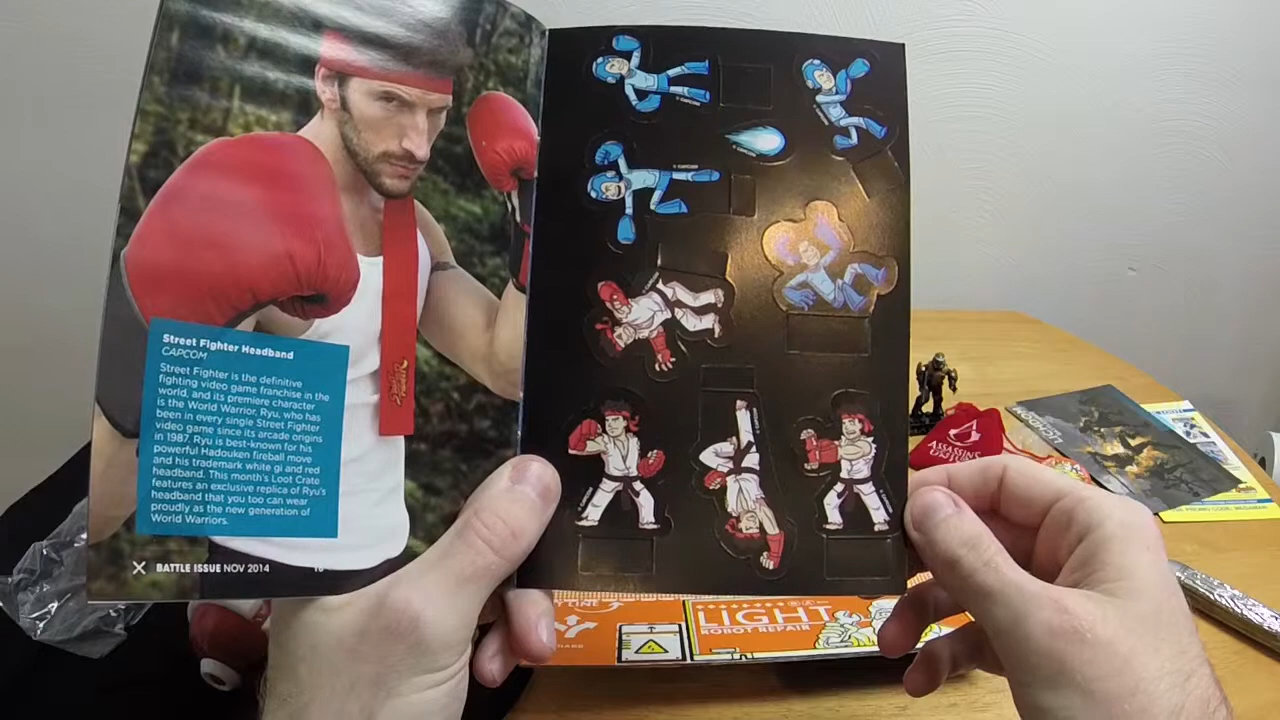 Street Fighter Headband
CAPCOM
Street Fighter is the definitive
fighting video game franchise in the
world, and its premiere character
is the World Warrior, Ryu, who has
been in every single Street Fighter
video game since its arcade origins
in 1987. Ryu is best-known for his
powerful Hadouken fireball move
and his trademark white gi and red
headband. This month's Loot Crate
features an exclusive replica of Ryu's
headband that you too can wear
proudly as the new generation of
World Warriors.
BATTLE ISSUE NOV 2014
© CAPCOM
© CAPCOM
© CAPCOM
ASSASSIN'S
LIGHT
ROBOT REPAIR